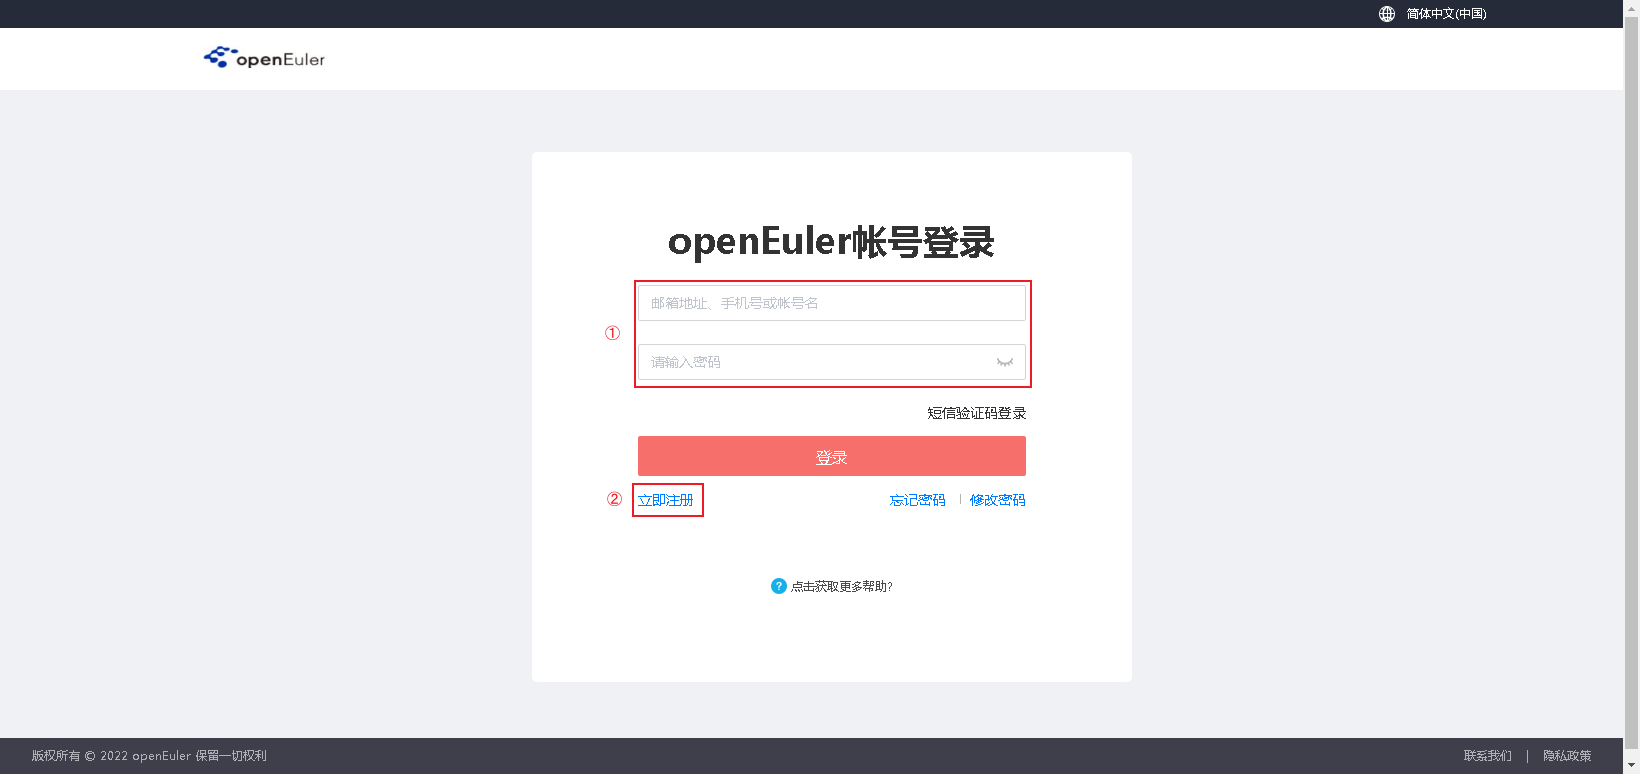 简体中文(中国)
openEuler
openEuler帐号登录
邮箱地址、手机号或帐号名
①
请输入密码
短信验证码登录
登录
② 立即注册 忘记密码 | 修改密码
? 点击获取更多帮助?
版权所有 © 2022 openEuler 保留一切权利 联系我们 | 隐私政策